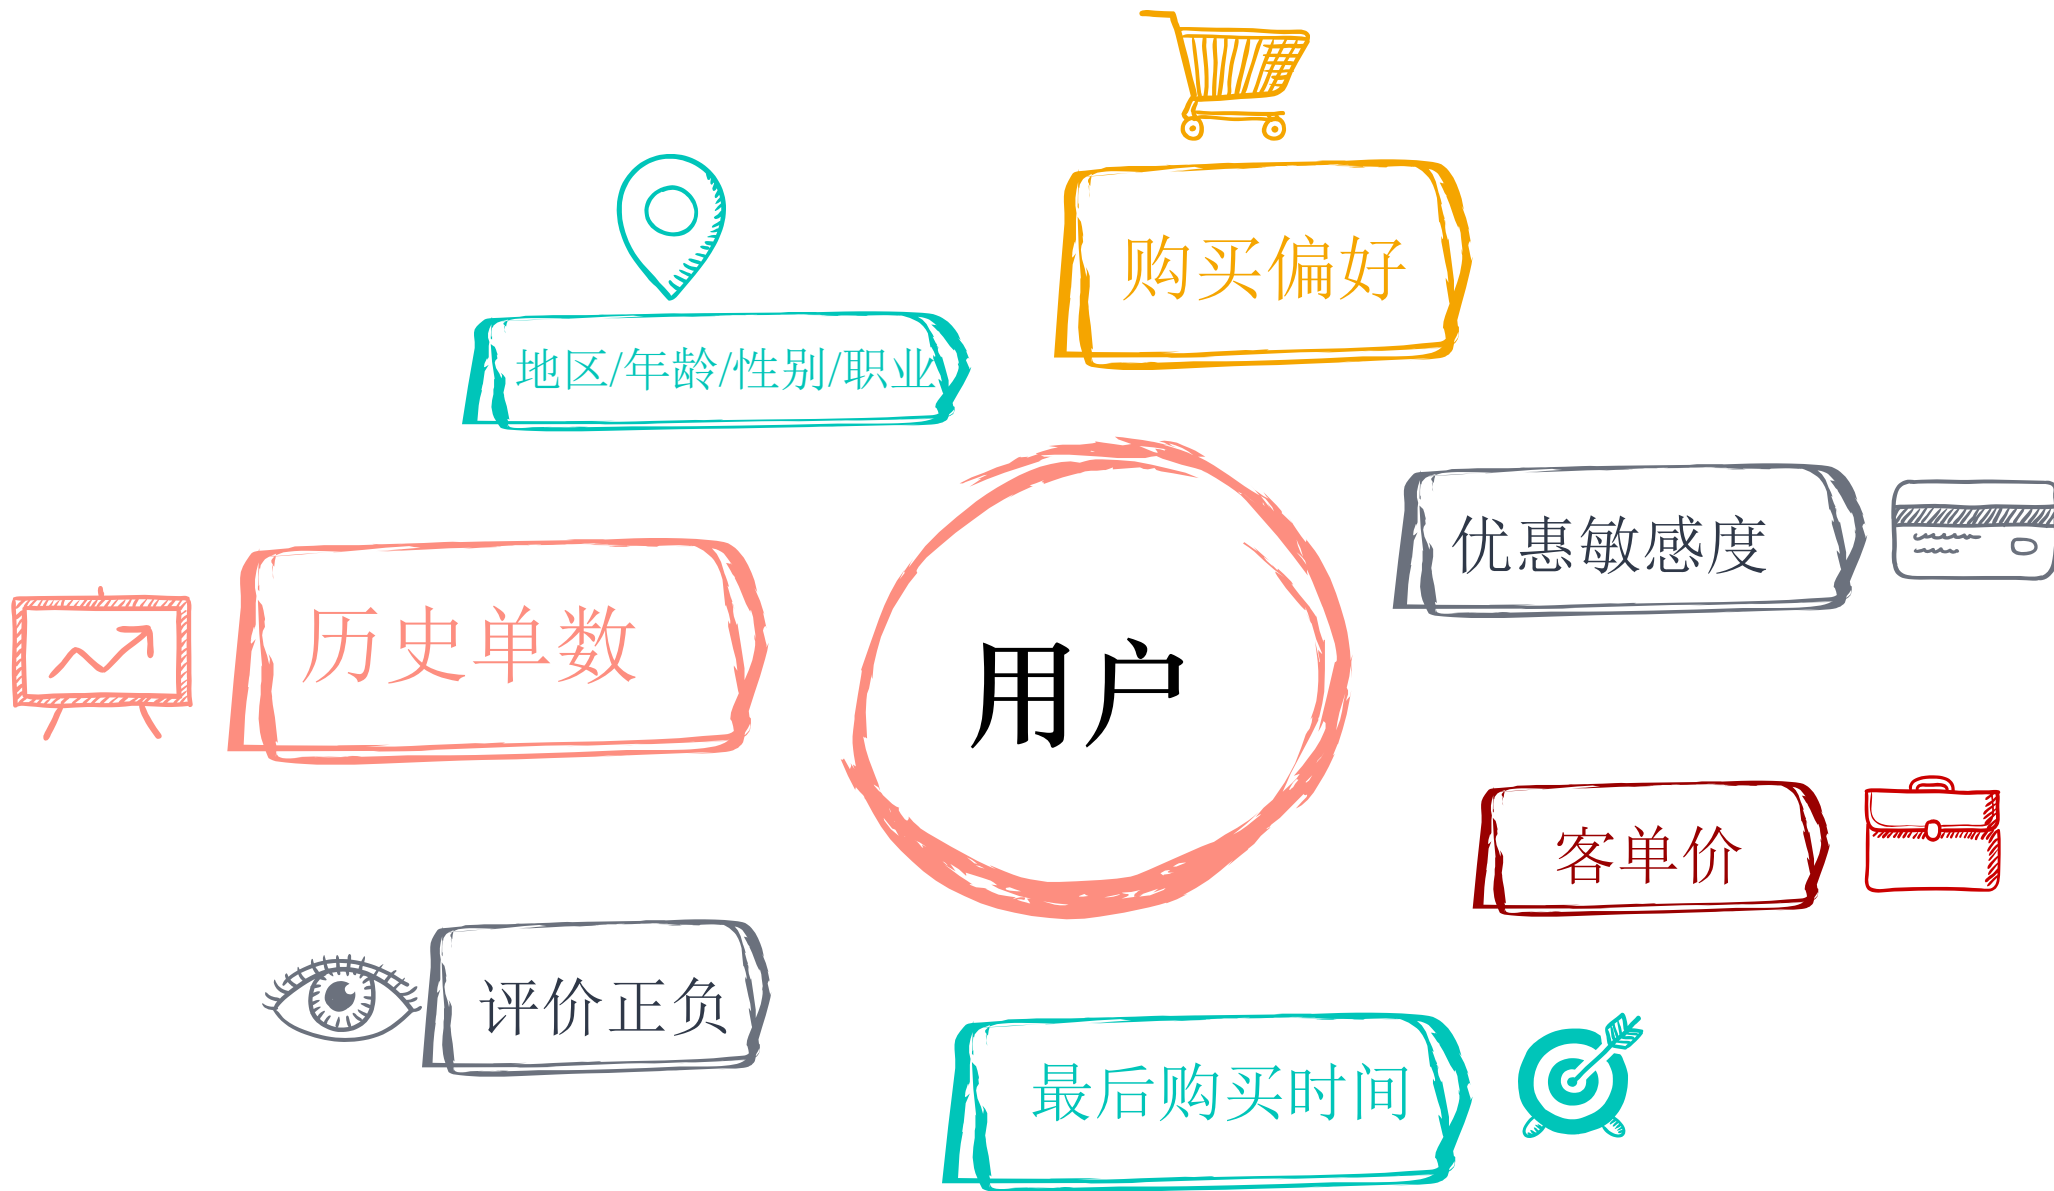 购买偏好
地区/年龄/性别/职业
优惠敏感度
历史单数
用户
客单价
评价正负
最后购买时间